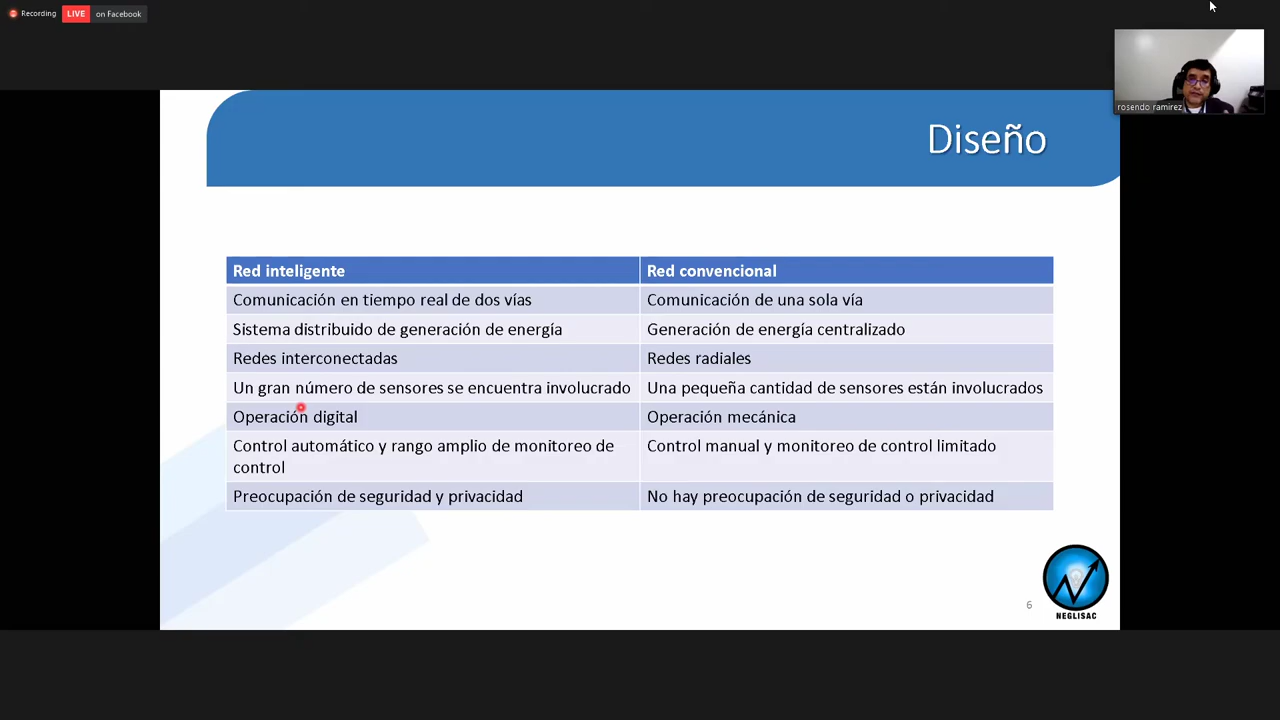 Recording LIVE on Facebook
rosendo ramirez
Diseño
Red inteligente Red convencional
Comunicación en tiempo real de dos vías Comunicación de una sola vía
Sistema distribuido de generación de energía Generación de energía centralizado
Redes interconectadas Redes radiales
Un gran número de sensores se encuentra involucrado Una pequeña cantidad de sensores están involucrados
Operación digital Operación mecánica
Control automático y rango amplio de monitoreo de Control manual y monitoreo de control limitado
control
Preocupación de seguridad y privacidad No hay preocupación de seguridad o privacidad
6
NEGLISAC